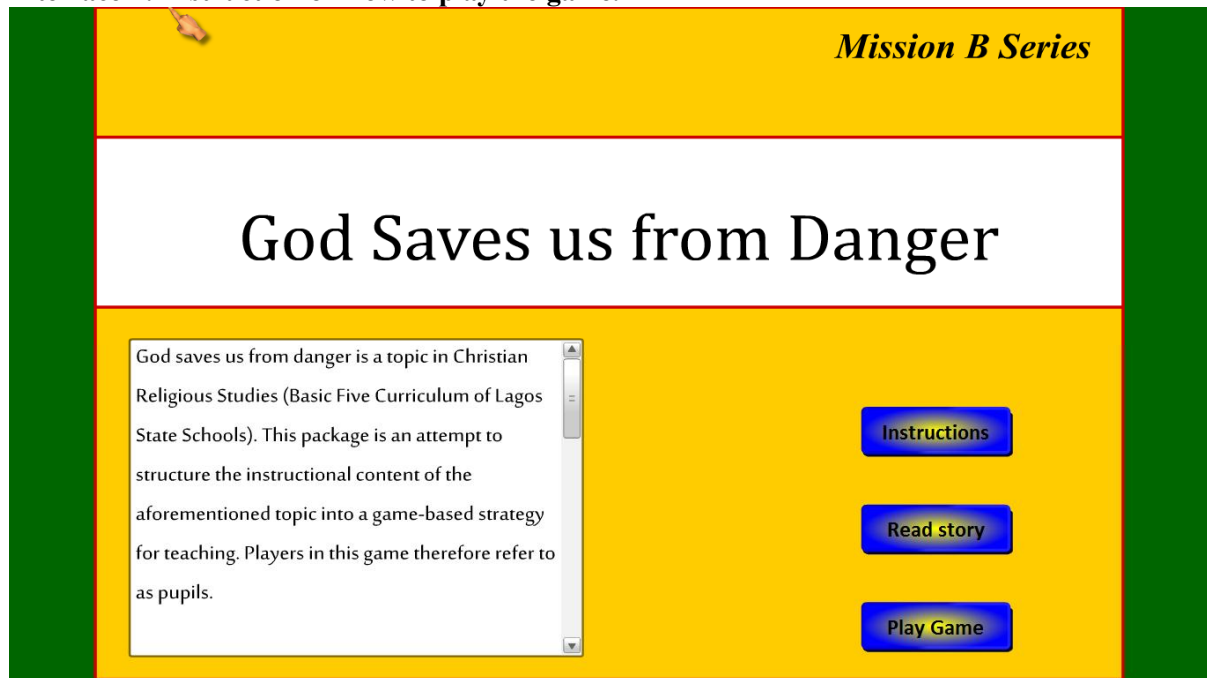 Mission B Series
God Saves us from Danger
God saves us from danger is a topic in Christian
Religious Studies (Basic Five Curriculum of Lagos
State Schools). This package is an attempt to
structure the instructional content of the
aforementioned topic into a game-based strategy
for teaching. Players in this game therefore refer to
as pupils.
Instructions
Read story
Play Game